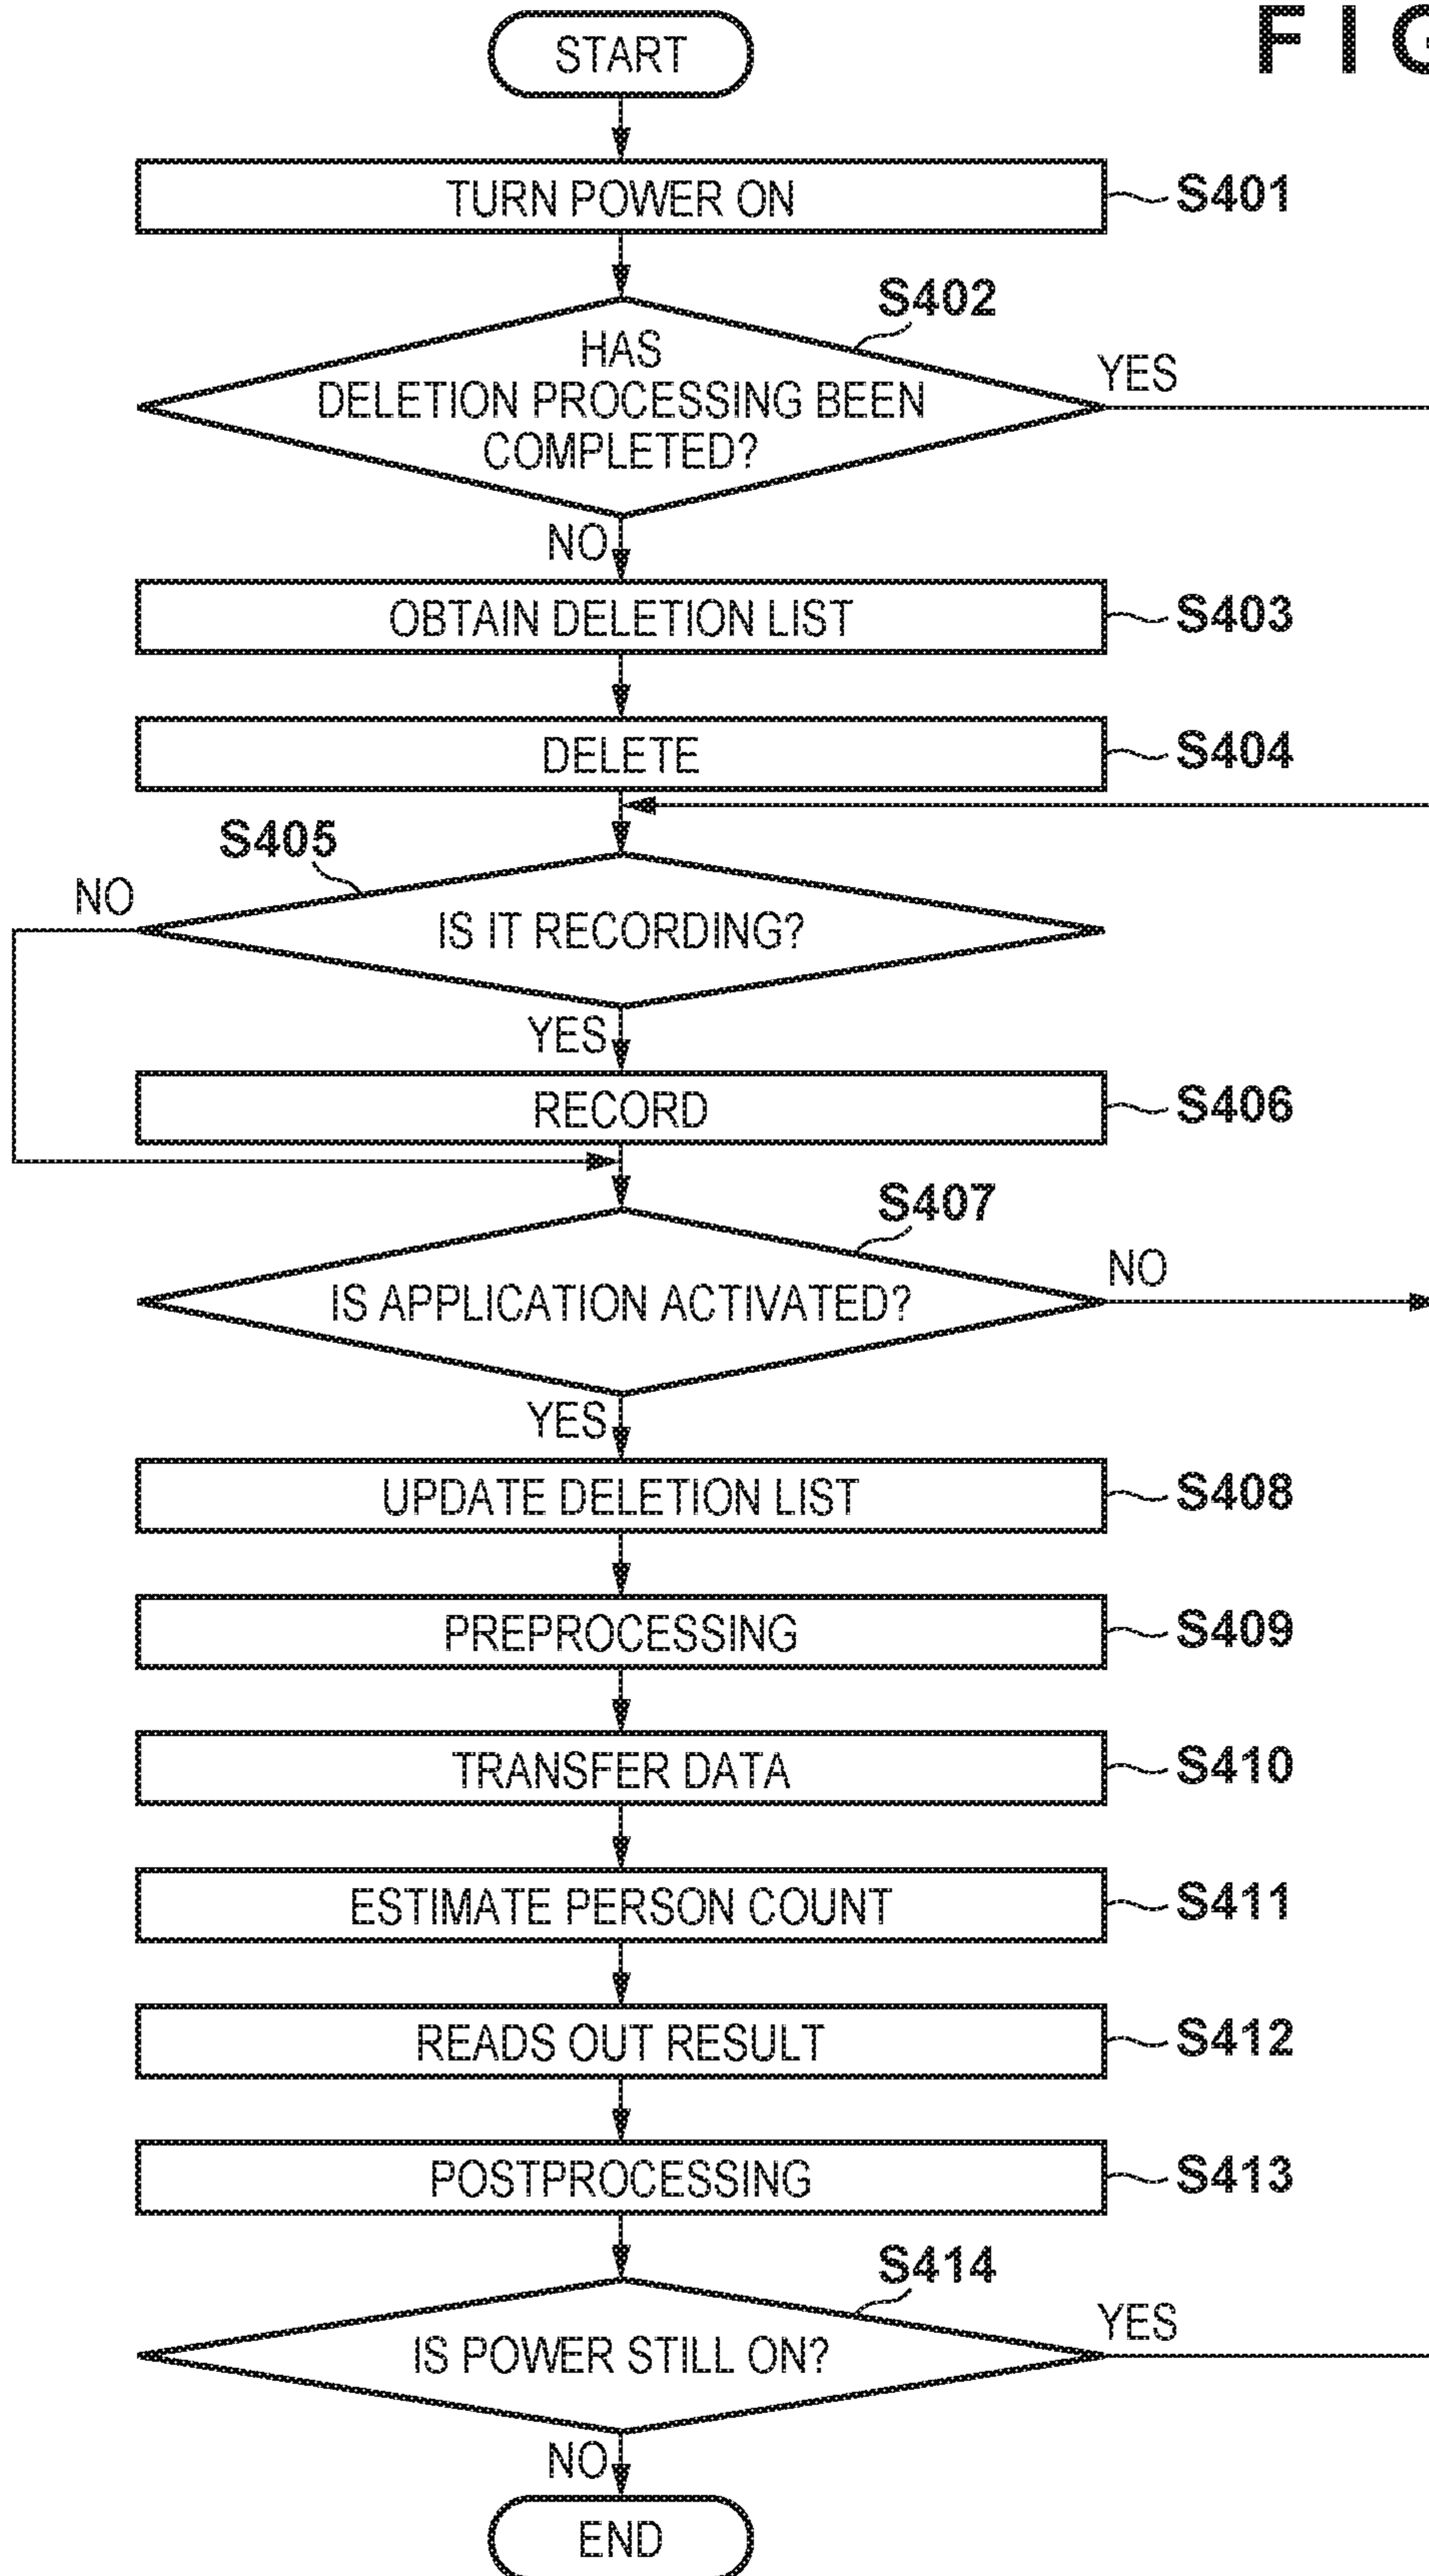 FIG
START
TURN POWER ON
S401
S402
HAS
DELETION PROCESSING BEEN
COMPLETED?
YES
NO
OBTAIN DELETION LIST
S403
DELETE
S404
S405
NO
IS IT RECORDING?
YES
RECORD
S406
S407
IS APPLICATION ACTIVATED?
NO
YES
UPDATE DELETION LIST
S408
PREPROCESSING
S409
TRANSFER DATA
S410
ESTIMATE PERSON COUNT
S411
READS OUT RESULT
S412
POSTPROCESSING
S413
S414
IS POWER STILL ON?
YES
NO
END